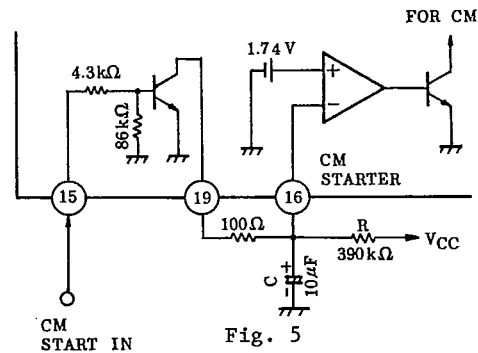 FOR CM
1.74 V
4.3kΩ
86kΩ
+
−
CM
STARTER
15
19
16
100Ω
R
390kΩ
VCC
C
+
−
10μF
CM
START IN
Fig. 5